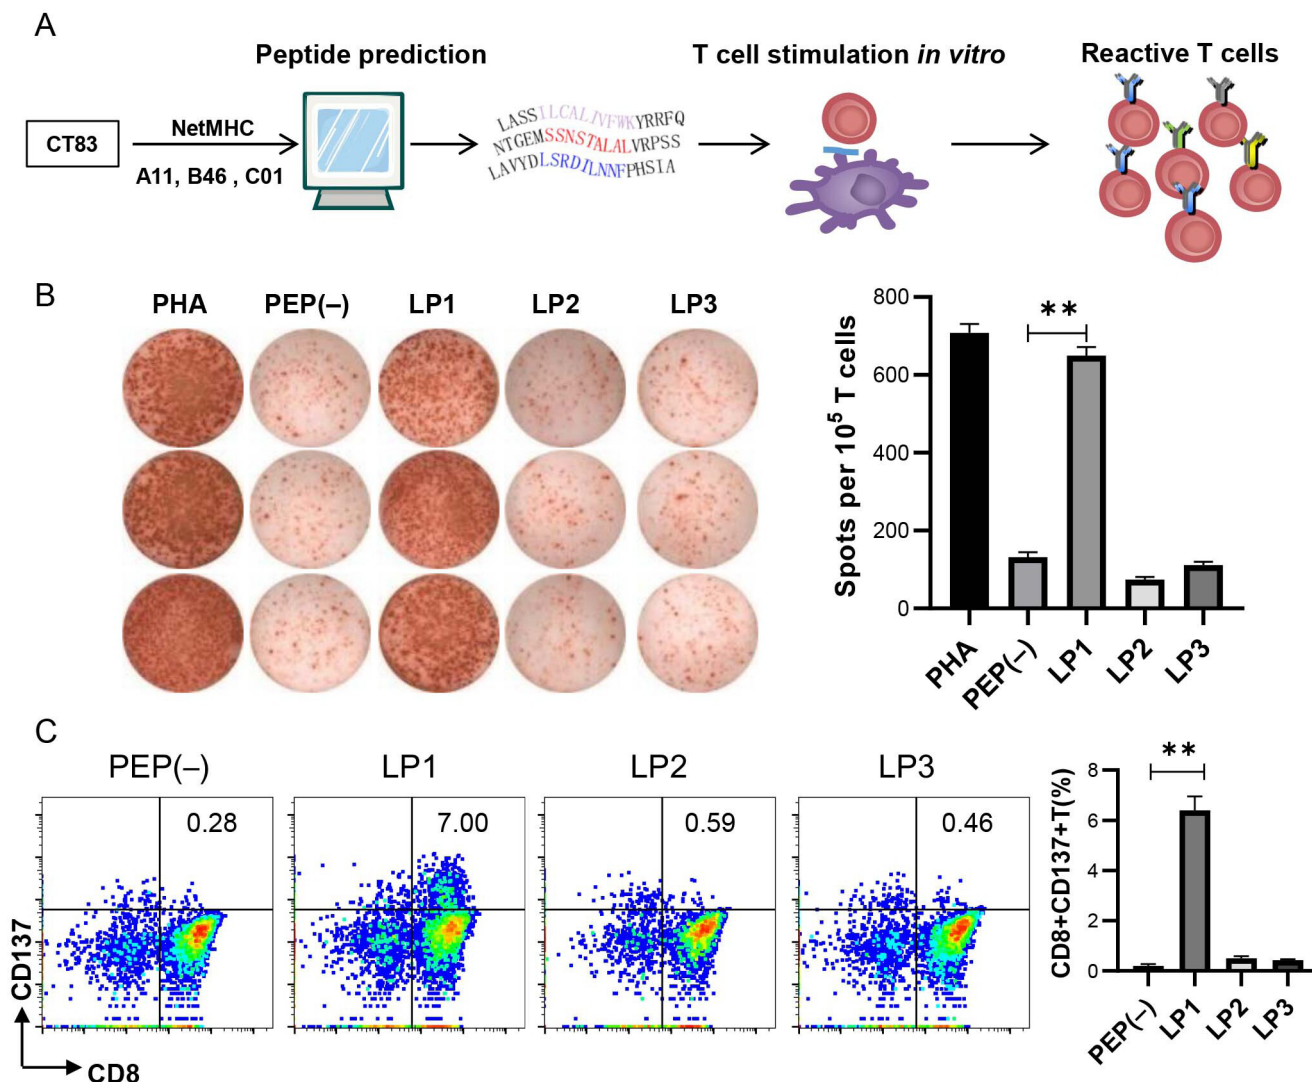 A
Peptide prediction
T cell stimulation in vitro
Reactive T cells
CT83
NetMHC
A11, B46 , C01
LASSILCALIVFWKYRRFQ
NTGEMSSNSTALALVRPSS
LAVYDLSRDILNNFPHSIA
B
PHA PEP(–) LP1 LP2 LP3
Spots per 10⁵ T cells
800
600
400
200
0
**
PHA PEP(–) LP1 LP2 LP3
C
PEP(–) LP1 LP2 LP3
0.28 7.00 0.59 0.46
CD137
CD8
CD8+CD137+T(%)
8
6
4
2
0
**
PEP(–) LP1 LP2 LP3